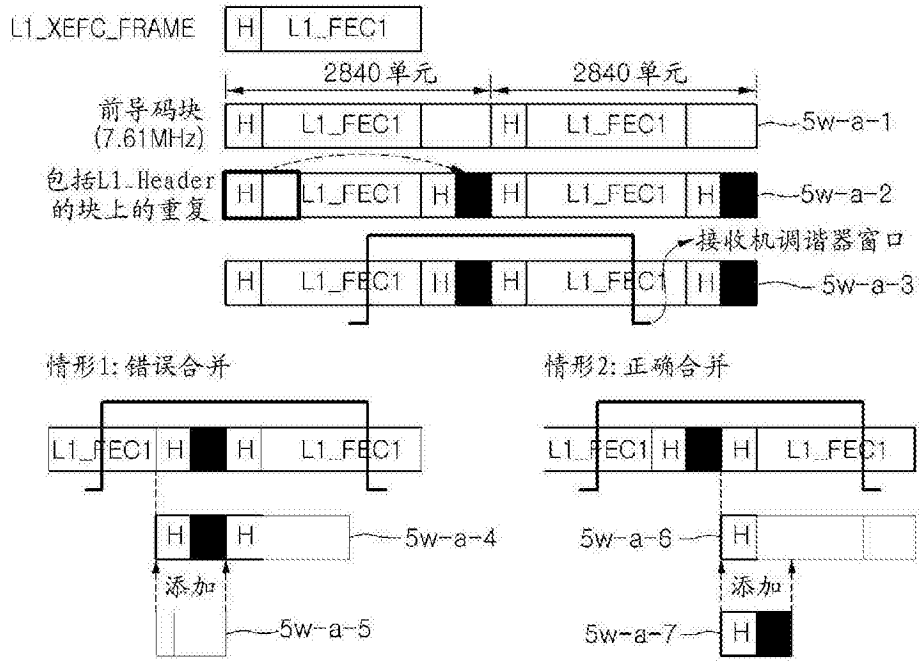 L1_XEFC_FRAME H L1_FEC1
2840 单元 2840 单元
前导码块 H L1_FEC1 H L1_FEC1 5w-a-1
(7.61MHz)
包括L1_Header H L1_FEC1 H H L1_FEC1 H 5w-a-2
的块上的重复
接收机调谐器窗口
H L1_FEC1 H H L1_FEC1 H 5w-a-3
情形1:错误合并 情形2:正确合并
L1_FEC1 H H L1_FEC1 L1_FEC1 H H L1_FEC1
H H 5w-a-4 5w-a-6 H
添加 添加
5w-a-5 5w-a-7 H